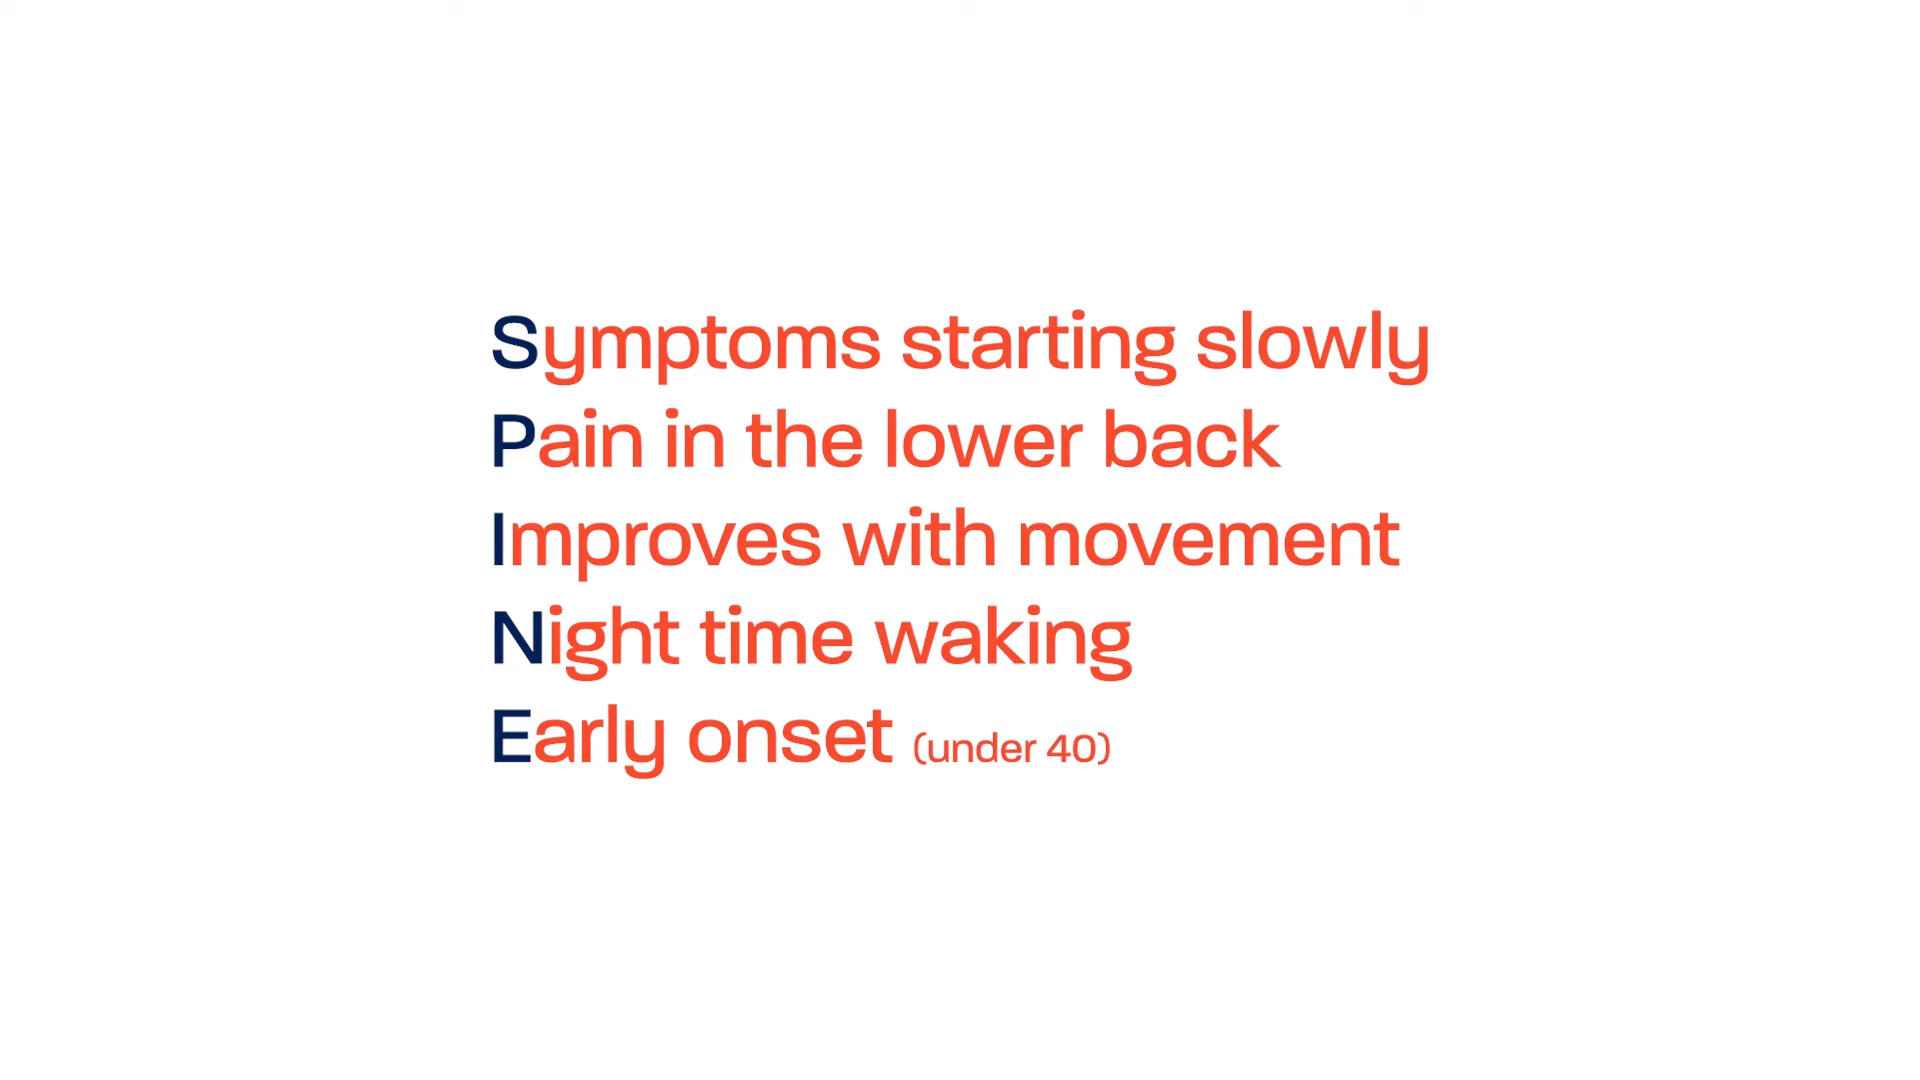 Symptoms starting slowly
Pain in the lower back
Improves with movement
Night time waking
Early onset (under 40)